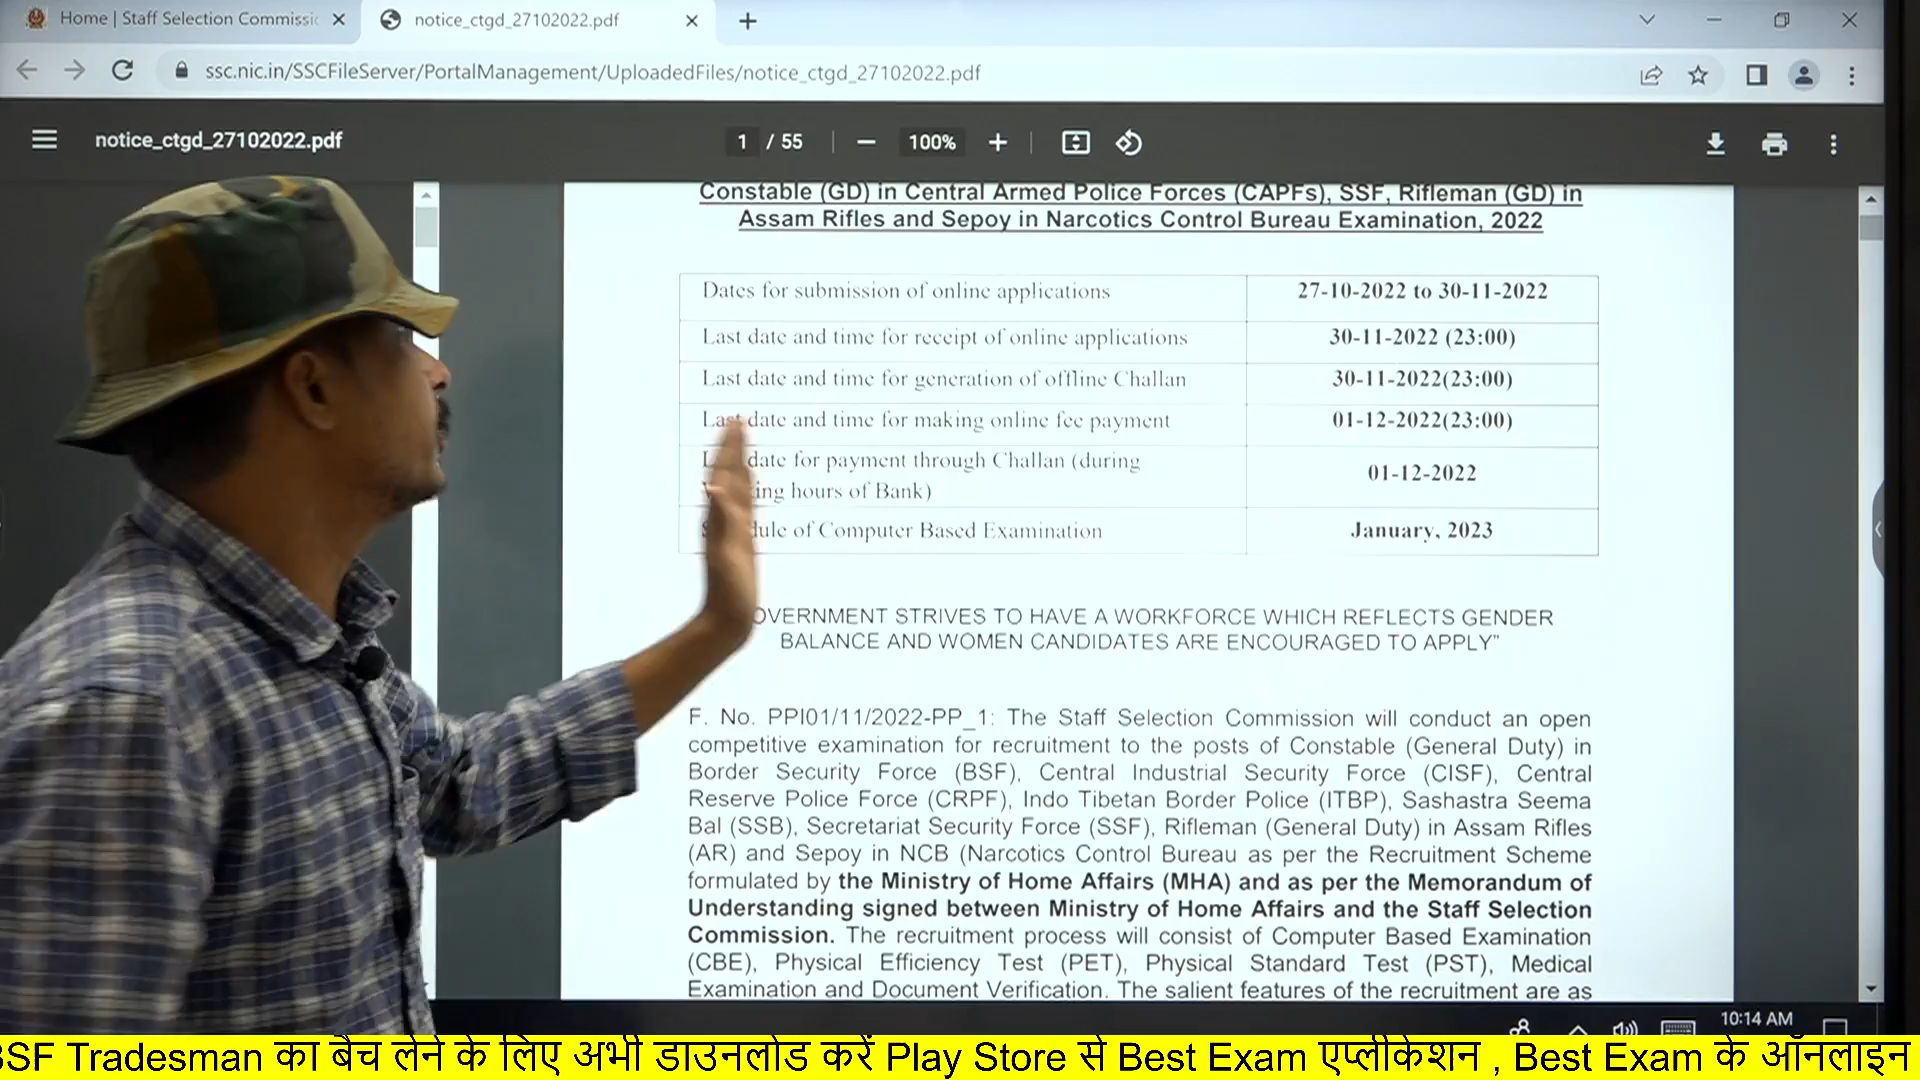 Home | Staff Selection Commissi
notice_ctgd_27102022.pdf
ssc.nic.in/SSCFileServer/PortalManagement/UploadedFiles/notice_ctgd_27102022.pdf
notice_ctgd_27102022.pdf
1 / 55
100%
Constable (GD) in Central Armed Police Forces (CAPFs), SSF, Rifleman (GD) in
Assam Rifles and Sepoy in Narcotics Control Bureau Examination, 2022
Dates for submission of online applications 27-10-2022 to 30-11-2022
Last date and time for receipt of online applications 30-11-2022 (23:00)
Last date and time for generation of offline Challan 30-11-2022(23:00)
Last date and time for making online fee payment 01-12-2022(23:00)
date for payment through Challan (during
hours of Bank) 01-12-2022
of Computer Based Examination January, 2023
STRIVES TO HAVE A WORKFORCE WHICH REFLECTS GENDER
BALANCE AND WOMEN CANDIDATES ARE ENCOURAGED TO APPLY”
F. No. PPI01/11/2022-PP_1: The Staff Selection Commission will conduct an open
competitive examination for recruitment to the posts of Constable (General Duty) in
Border Security Force (BSF), Central Industrial Security Force (CISF), Central
Reserve Police Force (CRPF), Indo Tibetan Border Police (ITBP), Sashastra Seema
Bal (SSB), Secretariat Security Force (SSF), Rifleman (General Duty) in Assam Rifles
(AR) and Sepoy in NCB (Narcotics Control Bureau as per the Recruitment Scheme
formulated by the Ministry of Home Affairs (MHA) and as per the Memorandum of
Understanding signed between Ministry of Home Affairs and the Staff Selection
Commission. The recruitment process will consist of Computer Based Examination
(CBE), Physical Efficiency Test (PET), Physical Standard Test (PST), Medical
Examination and Document Verification. The salient features of the recruitment are as
10:14 AM
BSF Tradesman का बैच लेने के लिए अभी डाउनलोड करें Play Store से Best Exam एप्लीकेशन , Best Exam के ऑनलाइन